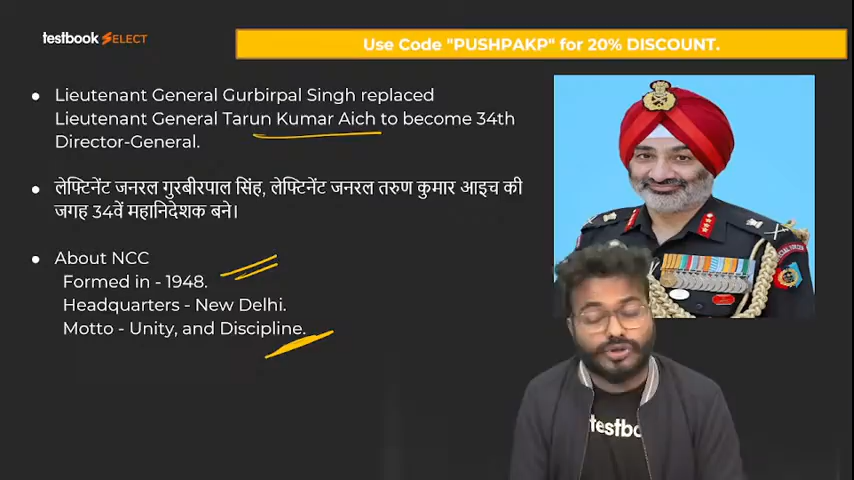 testbook SELECT
Use Code "PUSHPAKP" for 20% DISCOUNT.
Lieutenant General Gurbirpal Singh replaced
Lieutenant General Tarun Kumar Aich to become 34th
Director-General.
लेफ्टिनेंट जनरल गुरबीरपाल सिंह, लेफ्टिनेंट जनरल तरुण कुमार आइच की
जगह 34वें महानिदेशक बने।
About NCC
Formed in - 1948.
Headquarters - New Delhi.
Motto - Unity, and Discipline.
testbo